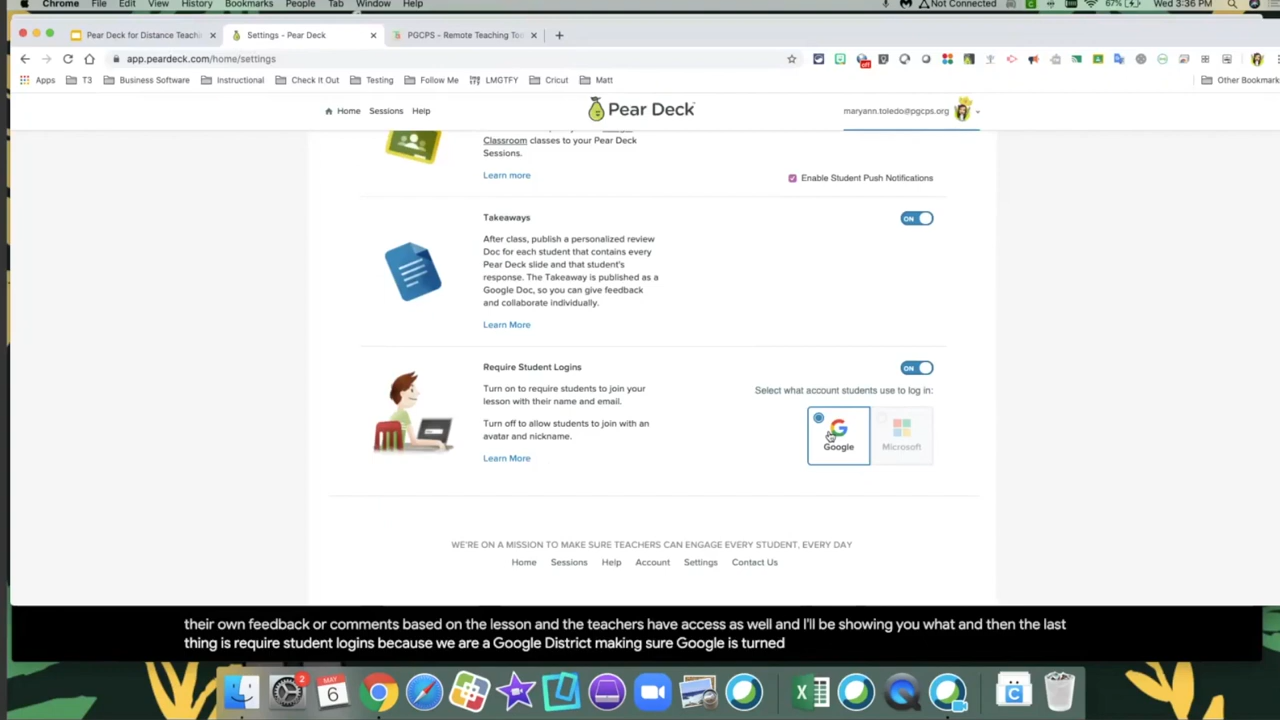 Chrome File Edit View History Bookmarks People Tab Window Help
Not Connected 67% Wed 3:36 PM
Pear Deck for Distance Teachi
Settings - Pear Deck
PGCPS - Remote Teaching To
app.peardeck.com/home/settings
Apps T3 Business Software Instructional Check It Out Testing Follow Me LMGTFY Cricut Matt Other Bookmark
Home Sessions Help
Pear Deck
maryann.toledo@pgcps.org
Classroom classes to your Pear Deck
Sessions.
Learn more
Enable Student Push Notifications
Takeaways
ON
After class, publish a personalized review
Doc for each student that contains every
Pear Deck slide and that student's
response. The Takeaway is published as a
Google Doc, so you can give feedback
and collaborate individually.
Learn More
Require Student Logins
ON
Turn on to require students to join your
lesson with their name and email.
Turn off to allow students to join with an
avatar and nickname.
Learn More
Select what account students use to log in:
Google
Microsoft
WE'RE ON A MISSION TO MAKE SURE TEACHERS CAN ENGAGE EVERY STUDENT, EVERY DAY
Home Sessions Help Account Settings Contact Us
their own feedback or comments based on the lesson and the teachers have access as well and I'll be showing you what and then the last
thing is require student logins because we are a Google District making sure Google is turned
2
MAY
6